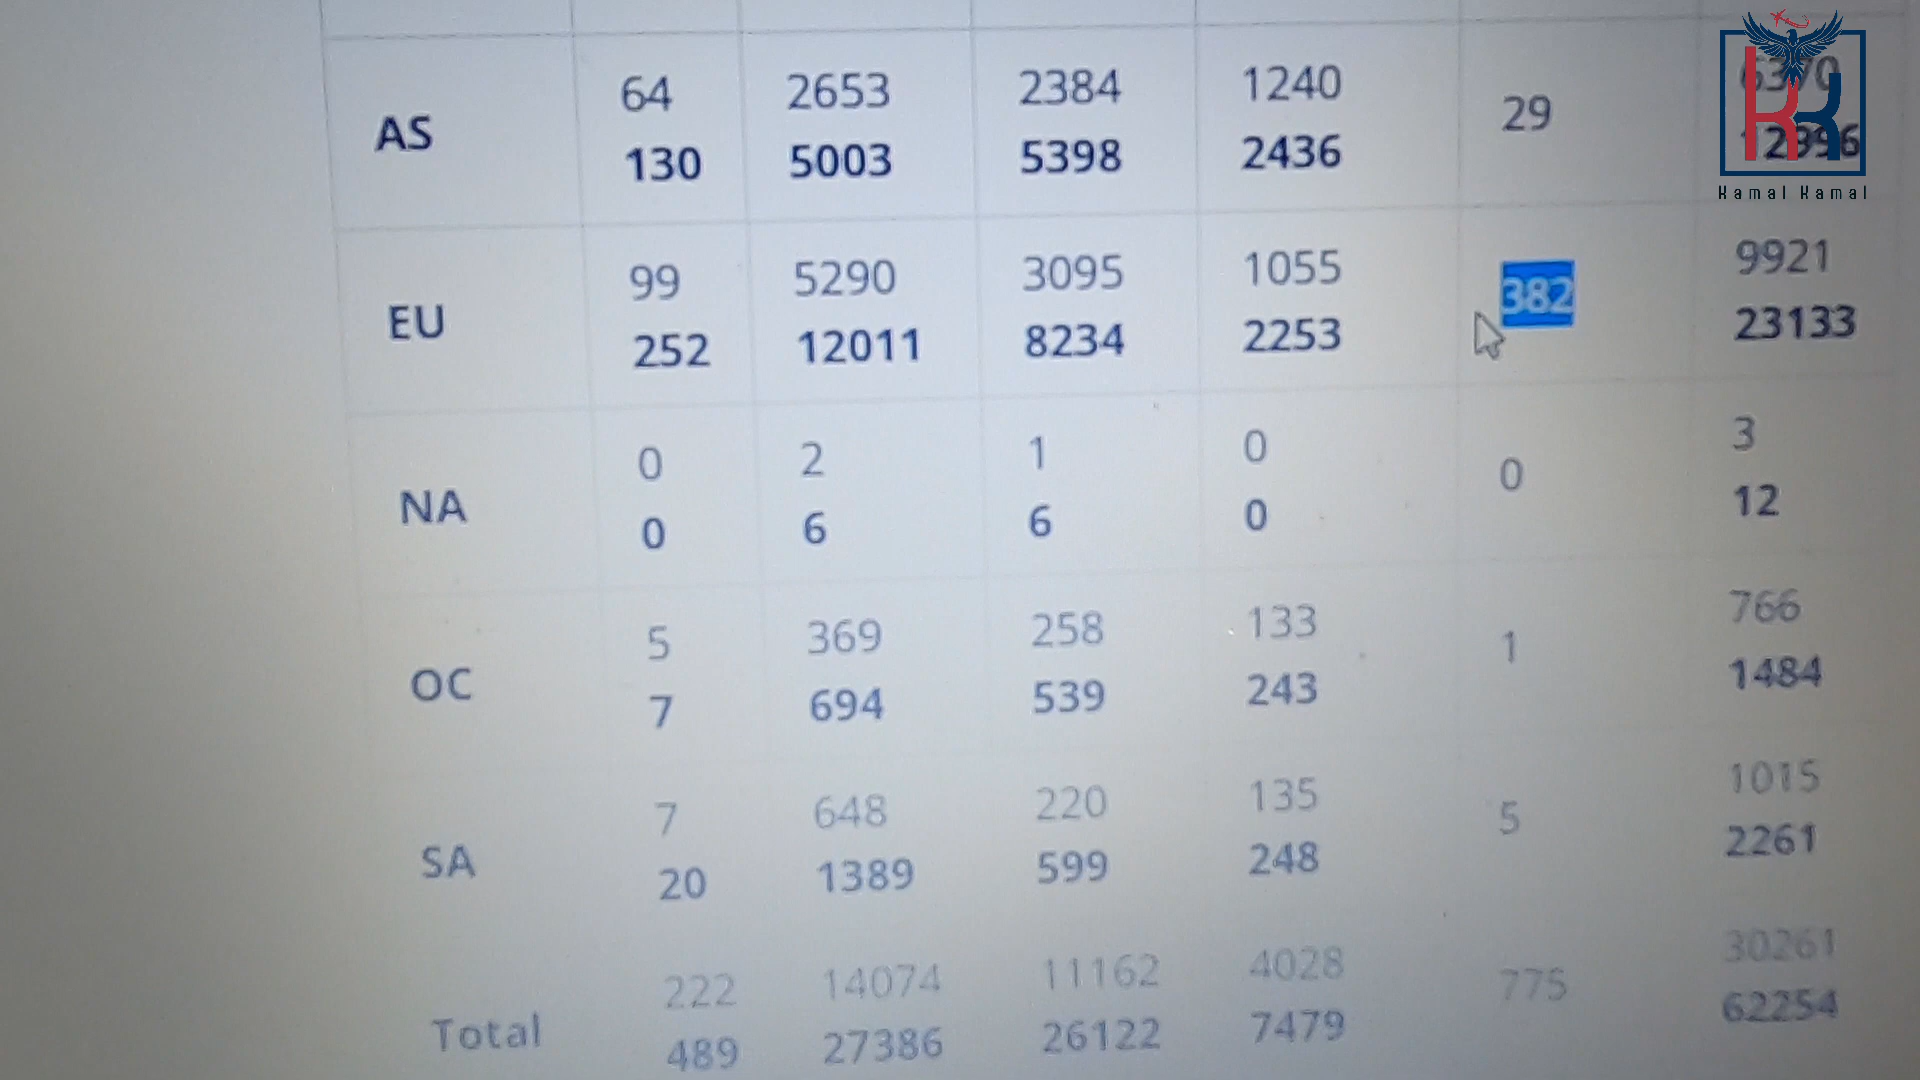 64 2653 2384 1240 6370
AS 29
130 5003 5398 2436 12996
99 5290 3095 1055 9921
EU 382
252 12011 8234 2253 23133
0 2 1 0 3
NA 0
0 6 6 0 12
5 369 258 133 766
OC 1
7 694 539 243 1484
7 648 220 135 1015
SA 5
20 1389 599 248 2261
222 14074 11162 4028 30261
Total 775
489 27386 26122 7479 62254
Kamal Kamal